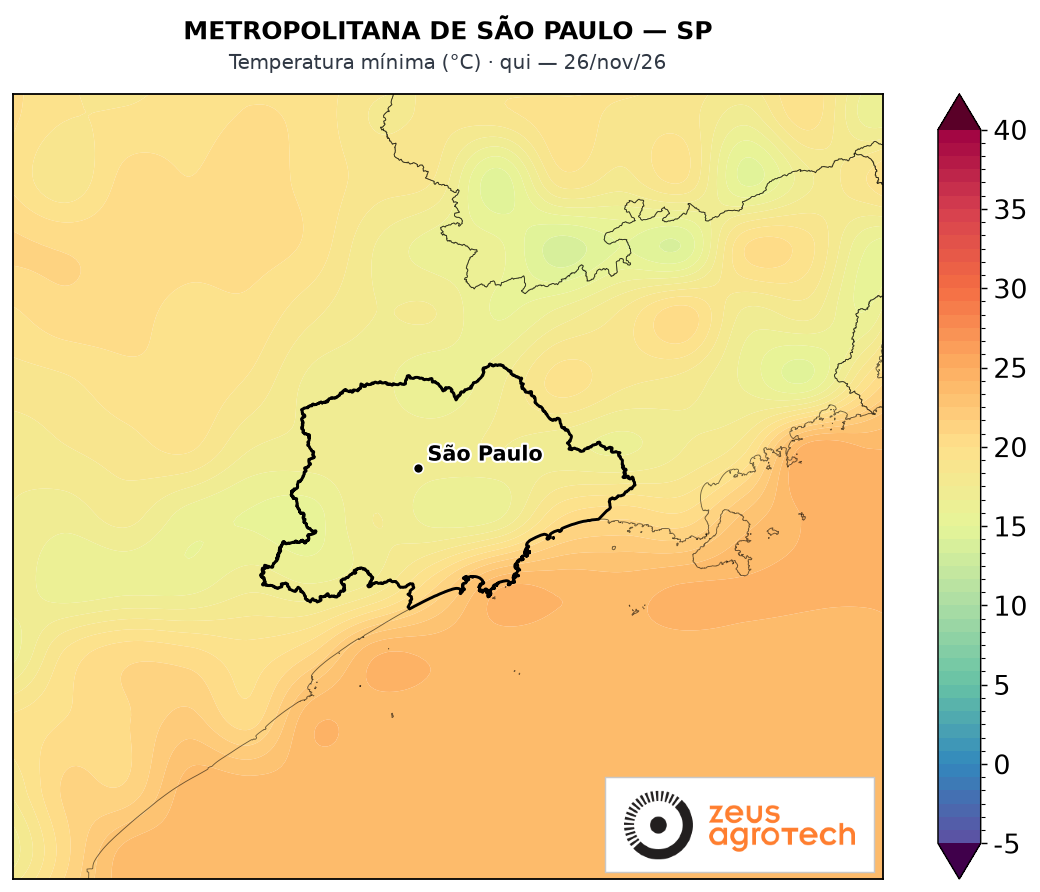 METROPOLITANA DE SÃO PAULO — SP
Temperatura mínima (°C) · qui — 26/nov/26
40
35
30
25
20
15
10
5
0
-5
São Paulo
zeus
agrotech